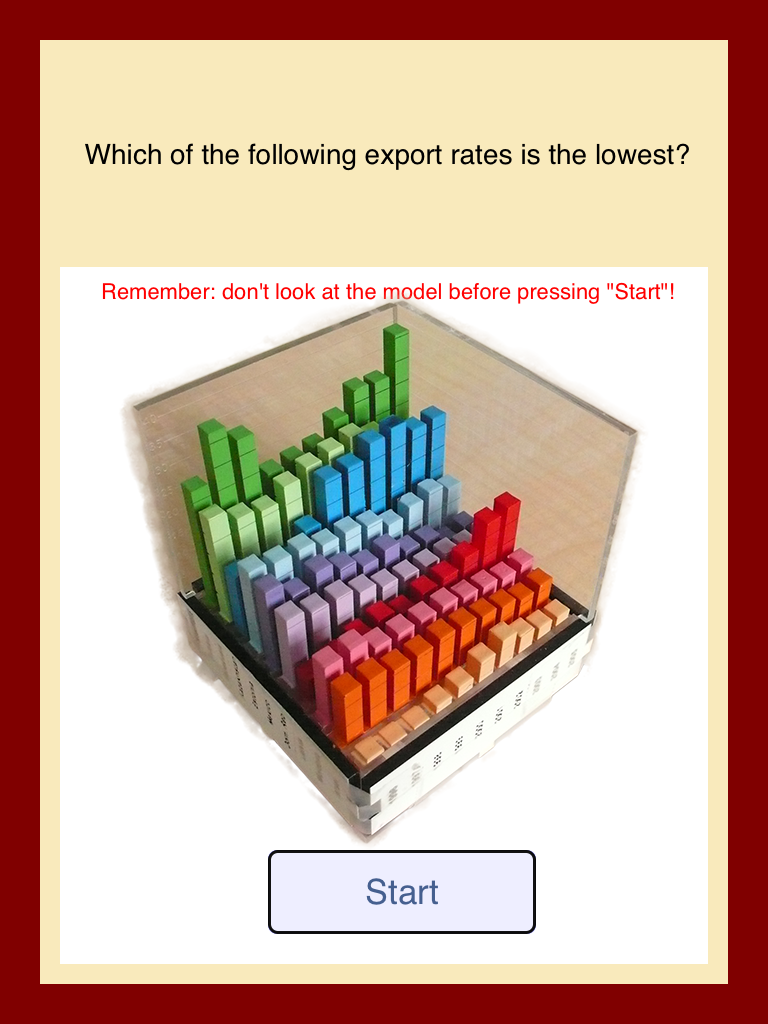 Which of the following export rates is the lowest?
Remember: don't look at the model before pressing "Start"!
Start